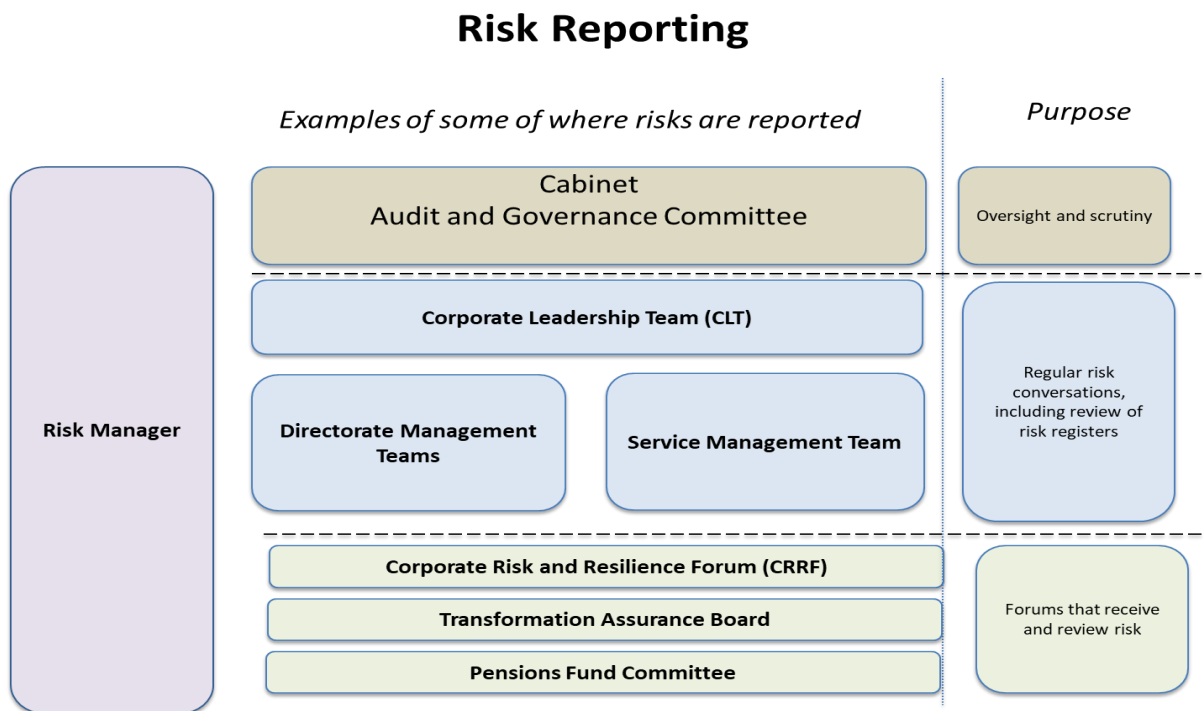 Risk Reporting
Examples of some of where risks are reported
Purpose
Risk Manager
Cabinet
Audit and Governance Committee
Oversight and scrutiny
Corporate Leadership Team (CLT)
Directorate Management
Teams
Service Management Team
Regular risk
conversations,
including review of
risk registers
Corporate Risk and Resilience Forum (CRRF)
Transformation Assurance Board
Pensions Fund Committee
Forums that receive
and review risk